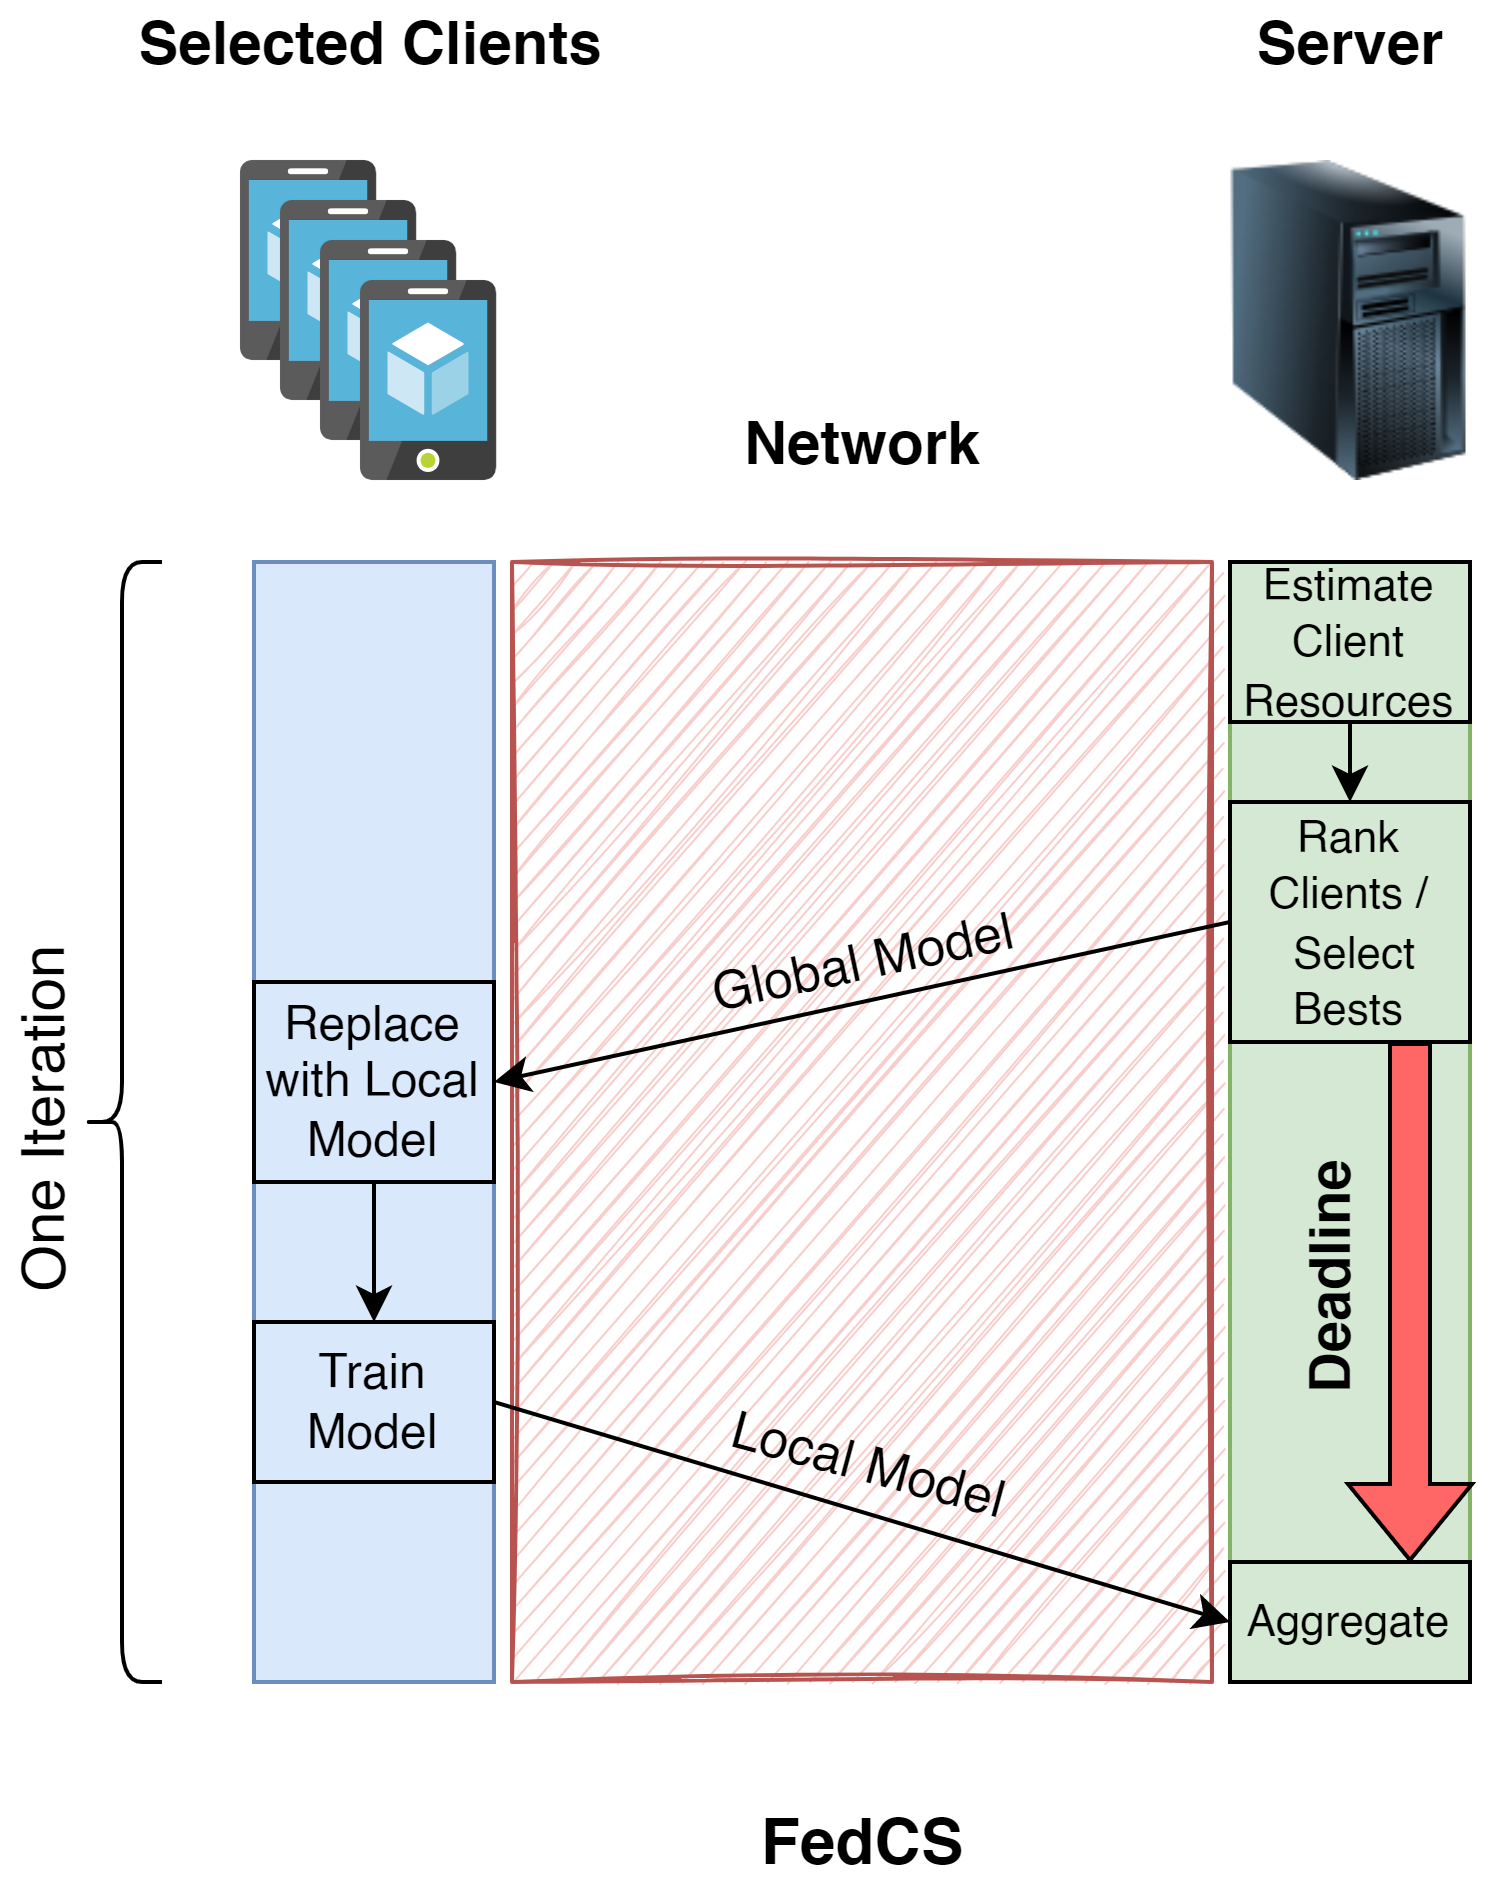 Selected Clients
Server
Network
Estimate
Client
Resources
Rank
Clients /
Select
Bests
Global Model
Replace
with Local
Model
One Iteration
Deadline
Train
Model
Local Model
Aggregate
FedCS